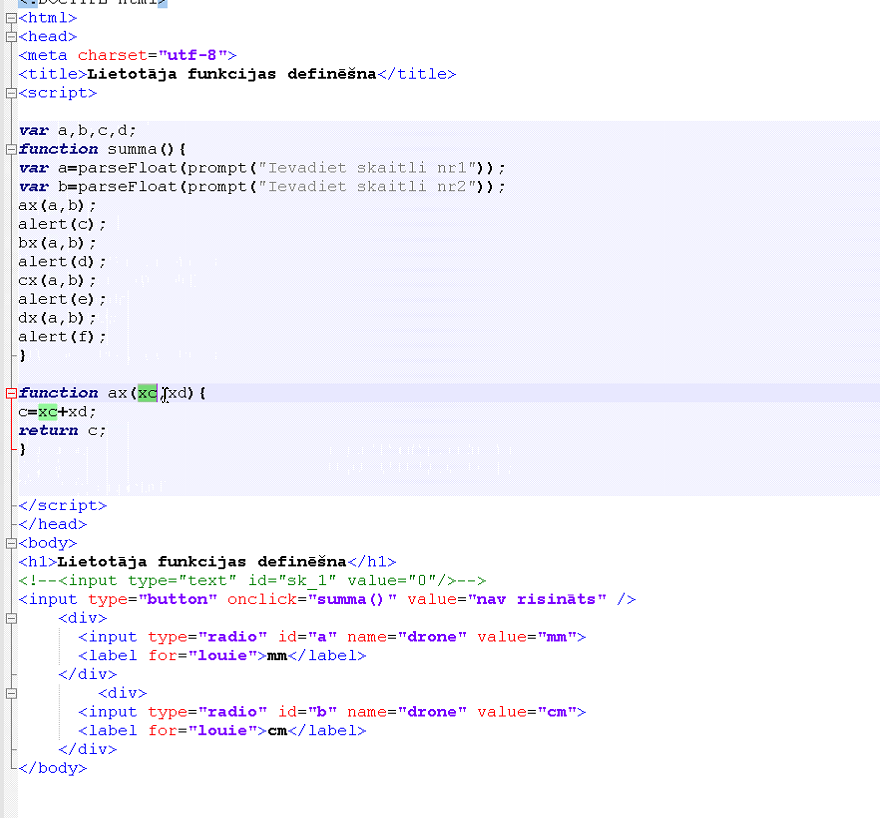 <!DOCTYPE html>
<html>
<head>
<meta charset="utf-8">
<title>Lietotāja funkcijas definēšna</title>
<script>
var a,b,c,d;
function summa(){
var a=parseFloat(prompt("Ievadiet skaitli nr1"));
var b=parseFloat(prompt("Ievadiet skaitli nr2"));
ax(a,b);
alert(c);
bx(a,b);
alert(d);
cx(a,b);
alert(e);
dx(a,b);
alert(f);
}
function ax(xc,xd){
c=xc+xd;
return c;
}
</script>
</head>
<body>
<h1>Lietotāja funkcijas definēšna</h1>
<!--<input type="text" id="sk_1" value="0"/>-->
<input type="button" onclick="summa()" value="nav risināts" />
<div>
<input type="radio" id="a" name="drone" value="mm">
<label for="louie">mm</label>
</div>
<div>
<input type="radio" id="b" name="drone" value="cm">
<label for="louie">cm</label>
</div>
</body>